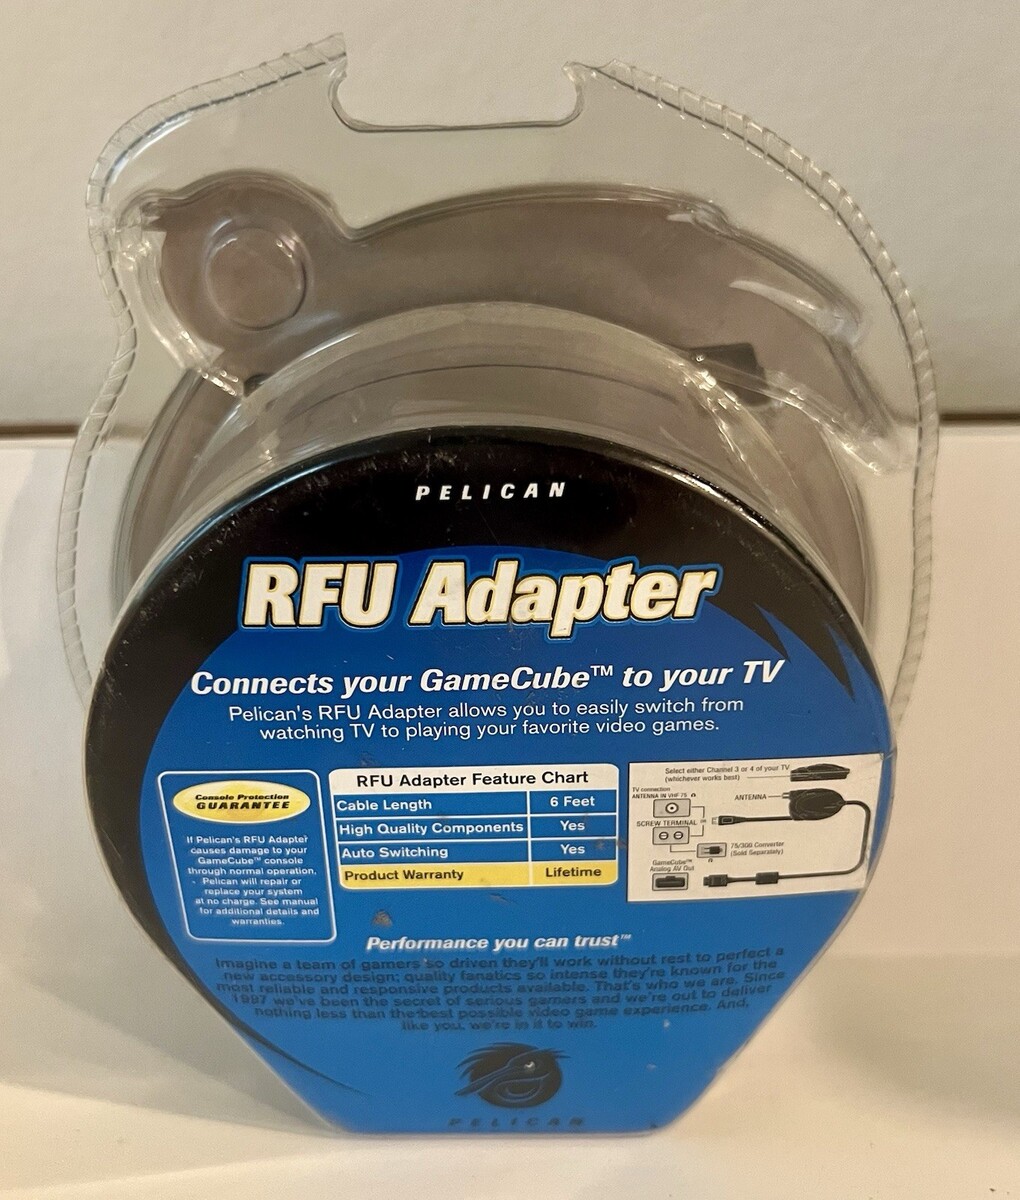 PELICAN
RFU Adapter
Connects your GameCube™ to your TV
Pelican's RFU Adapter allows you to easily switch from
watching TV to playing your favorite video games.
Console Protection
GUARANTEE
If Pelican's RFU Adapter
causes damage to your
GameCube™ console
through normal operation,
Pelican will repair or
replace your system
at no charge. See manual
for additional details and
warranties.
RFU Adapter Feature Chart
Cable Length 6 Feet
High Quality Components Yes
Auto Switching Yes
Product Warranty Lifetime
Select either Channel 3 or 4 of your TV
(whichever works best)
TV connection
ANTENNA IN VHF 75 Ω
ANTENNA
SCREW TERMINAL
75/300 Converter
(Sold Separately)
Ω
GameCube™
Analog AV Out
Performance you can trust™
Imagine a team of gamers so driven they'll work without rest to perfect a
new accessory design; quality fanatics so intense they're known for the
most reliable and responsive products available. That's who we are. Since
1997 we've been the secret of serious gamers and we're out to deliver
nothing less than the best possible video game experience. And,
like you, we're in it to win.
PELICAN